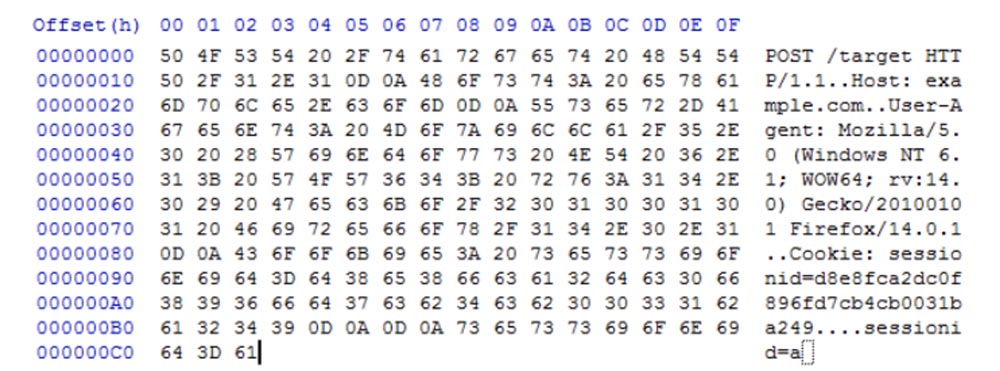 Offset(h) 00 01 02 03 04 05 06 07 08 09 0A 0B 0C 0D 0E 0F
00000000 50 4F 53 54 20 2F 74 61 72 67 65 74 20 48 54 54 POST /target HTT
00000010 50 2F 31 2E 31 0D 0A 48 6F 73 74 3A 20 65 78 61 P/1.1..Host: exa
00000020 6D 70 6C 65 2E 63 6F 6D 0D 0A 55 73 65 72 2D 41 mple.com..User-A
00000030 67 65 6E 74 3A 20 4D 6F 7A 69 6C 6C 61 2F 35 2E gent: Mozilla/5.
00000040 30 20 28 57 69 6E 64 6F 77 73 20 4E 54 20 36 2E 0 (Windows NT 6.
00000050 31 3B 20 57 4F 57 36 34 3B 20 72 76 3A 31 34 2E 1; WOW64; rv:14.
00000060 30 29 20 47 65 63 6B 6F 2F 32 30 31 30 30 31 30 0) Gecko/2010010
00000070 31 20 46 69 72 65 66 6F 78 2F 31 34 2E 30 2E 31 1 Firefox/14.0.1
00000080 0D 0A 43 6F 6F 6B 69 65 3A 20 73 65 73 73 69 6F ..Cookie: sessio
00000090 6E 69 64 3D 64 38 65 38 66 63 61 32 64 63 30 66 nid=d8e8fca2dc0f
000000A0 38 39 36 66 64 37 63 62 34 63 62 30 30 33 31 62 896fd7cb4cb0031b
000000B0 61 32 34 39 0D 0A 0D 0A 73 65 73 73 69 6F 6E 69 a249....sessioni
000000C0 64 3D 61 d=a